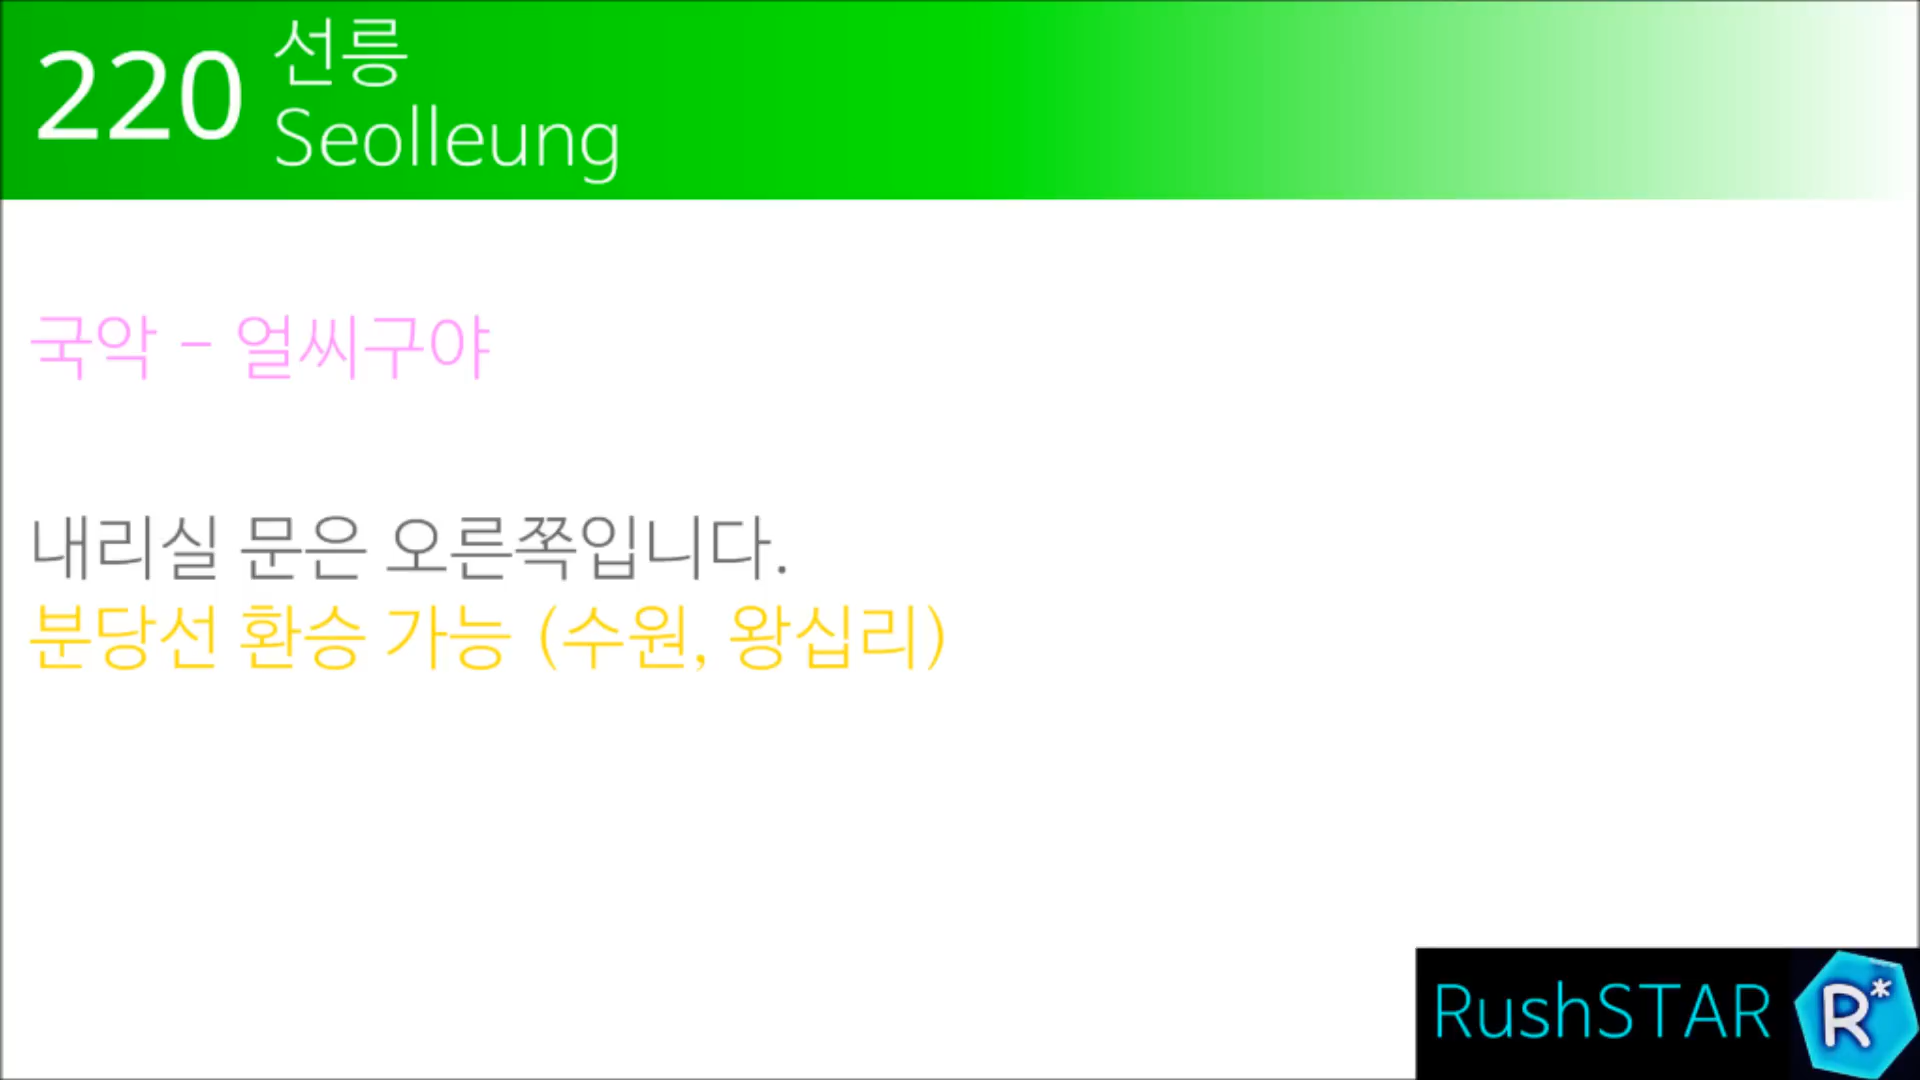 220
선릉
Seolleung
국악 - 얼씨구야
내리실 문은 오른쪽입니다.
분당선 환승 가능 (수원, 왕십리)
RushSTAR R*